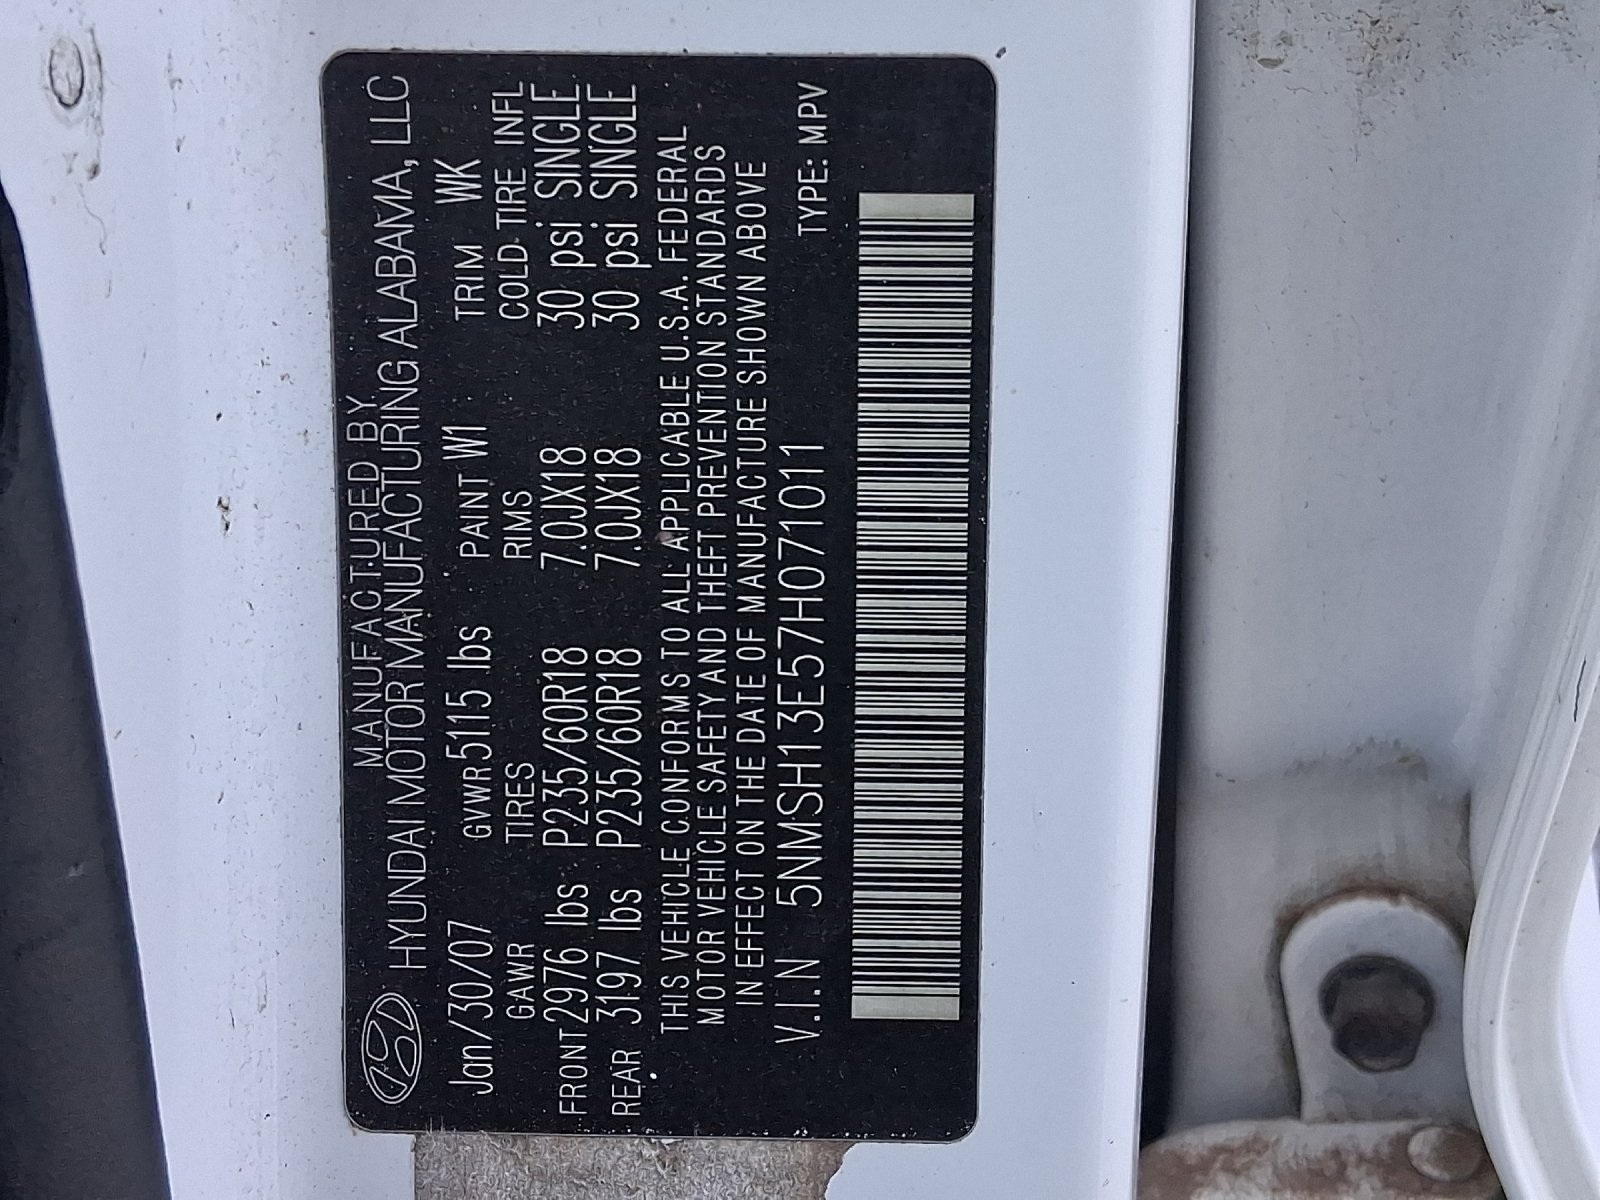 MANUFACTURED BY
HYUNDAI MOTOR MANUFACTURING ALABAMA, LLC
Jan/30/07 GVWR 5115 lbs PAINT W1 TRIM WK
GAWR TIRES RIMS COLD TIRE INFL
FRONT 2976 lbs P235/60R18 7.0JX18 30 psi SINGLE
REAR 3197 lbs P235/60R18 7.0JX18 30 psi SINGLE
THIS VEHICLE CONFORMS TO ALL APPLICABLE U.S.A. FEDERAL
MOTOR VEHICLE SAFETY AND THEFT PREVENTION STANDARDS
IN EFFECT ON THE DATE OF MANUFACTURE SHOWN ABOVE
V.I.N 5NMSH13E57H071011 TYPE: MPV